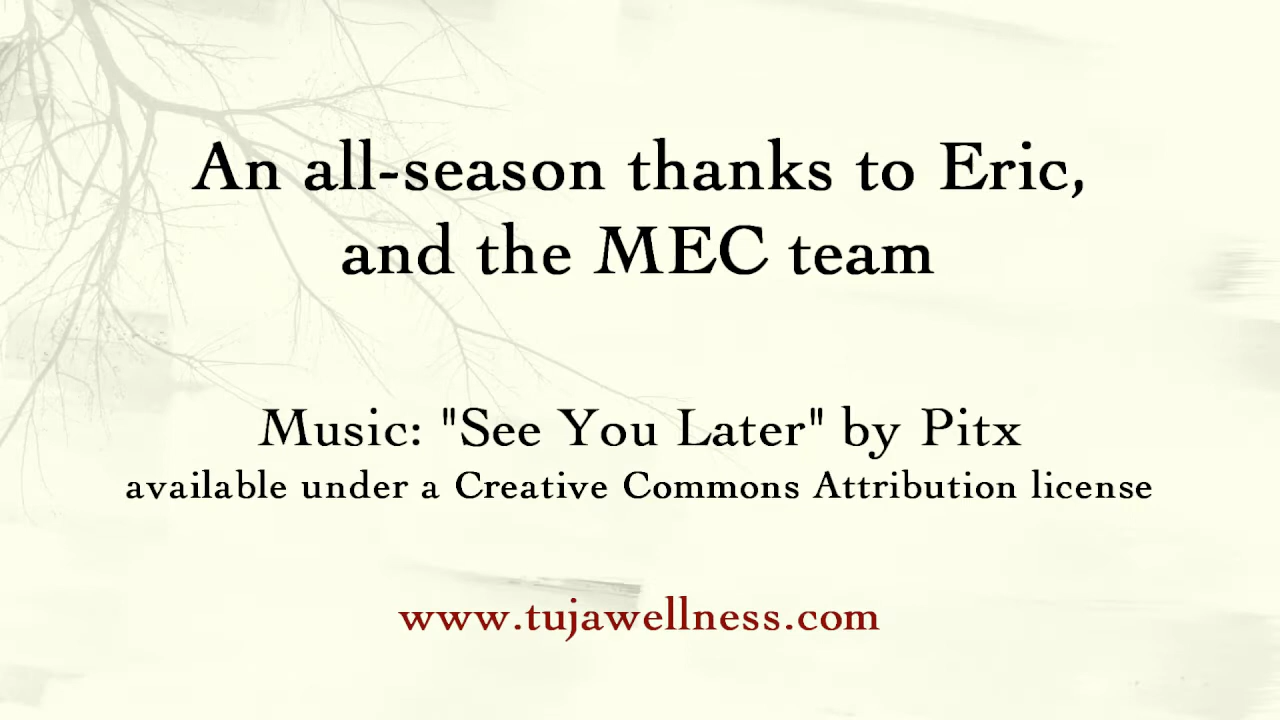 An all-season thanks to Eric,
and the MEC team
Music: "See You Later" by Pitx
available under a Creative Commons Attribution license
www.tujawellness.com